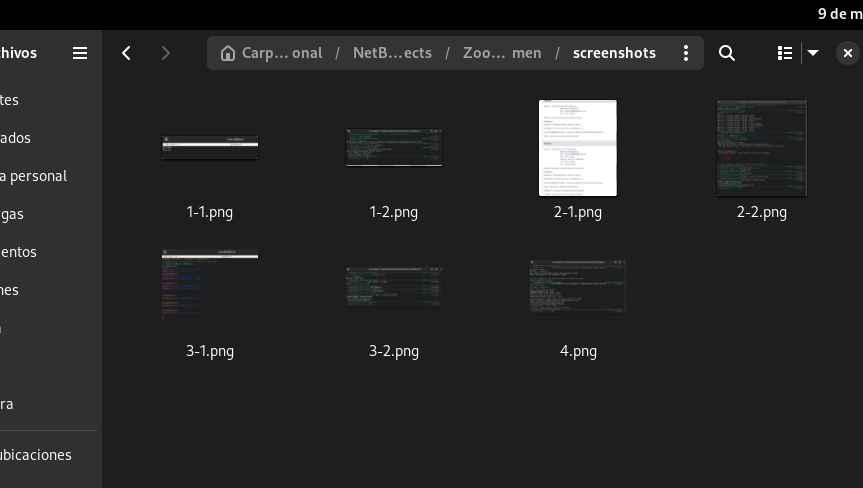 9 de m
hivos
Carp… onal / NetB…ects / Zoo… men / screenshots
tes
ados
a personal
gas
entos
nes
ra
ubicaciones
1-1.png 1-2.png 2-1.png 2-2.png
3-1.png 3-2.png 4.png